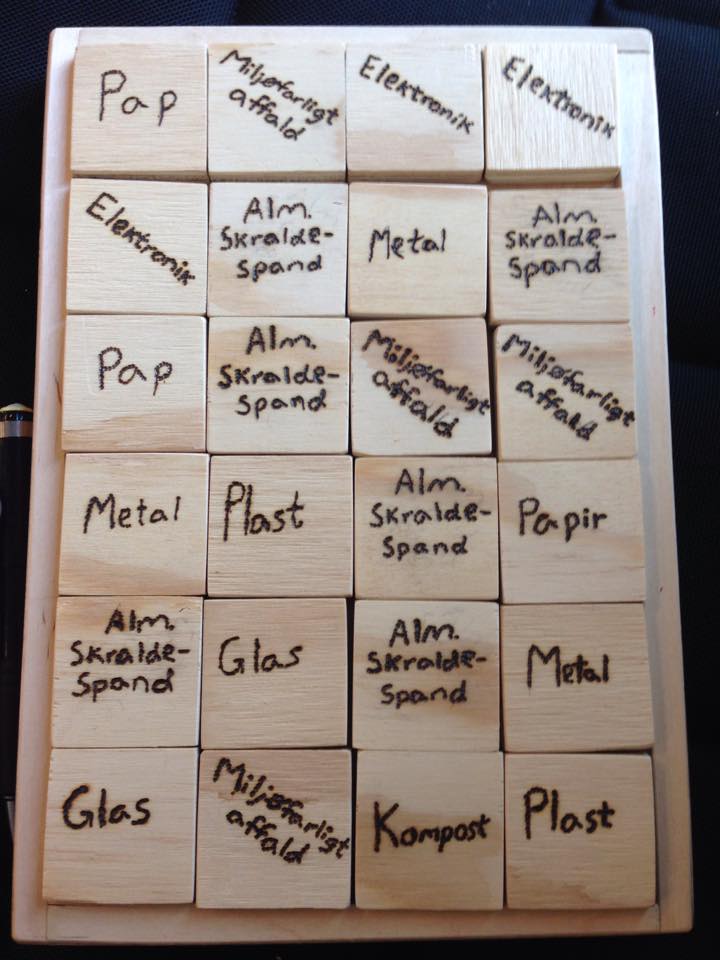 Pap
Miljøfarligt
affald
Elektronik
Elektronik
Elektronik
Alm.
Skralde-
spand
Metal
Alm.
Skralde-
spand
Pap
Alm.
Skralde-
spand
Miljøfarligt
affald
Miljøfarligt
affald
Metal
Plast
Alm.
Skralde-
spand
Papir
Alm.
Skralde-
spand
Glas
Alm.
Skralde-
spand
Metal
Glas
Miljøfarligt
affald
Kompost
Plast